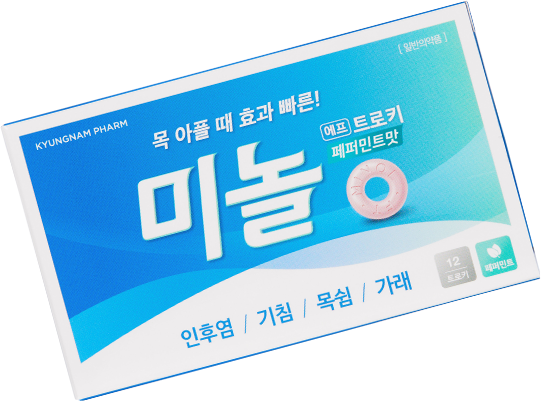 [ 일반의약품 ]
KYUNGNAM PHARM
목 아플 때 효과 빠른!
에프 트로키
페퍼민트맛
미놀
MINOL
인후염 / 기침 / 목쉼 / 가래
12
트로키
페퍼민트